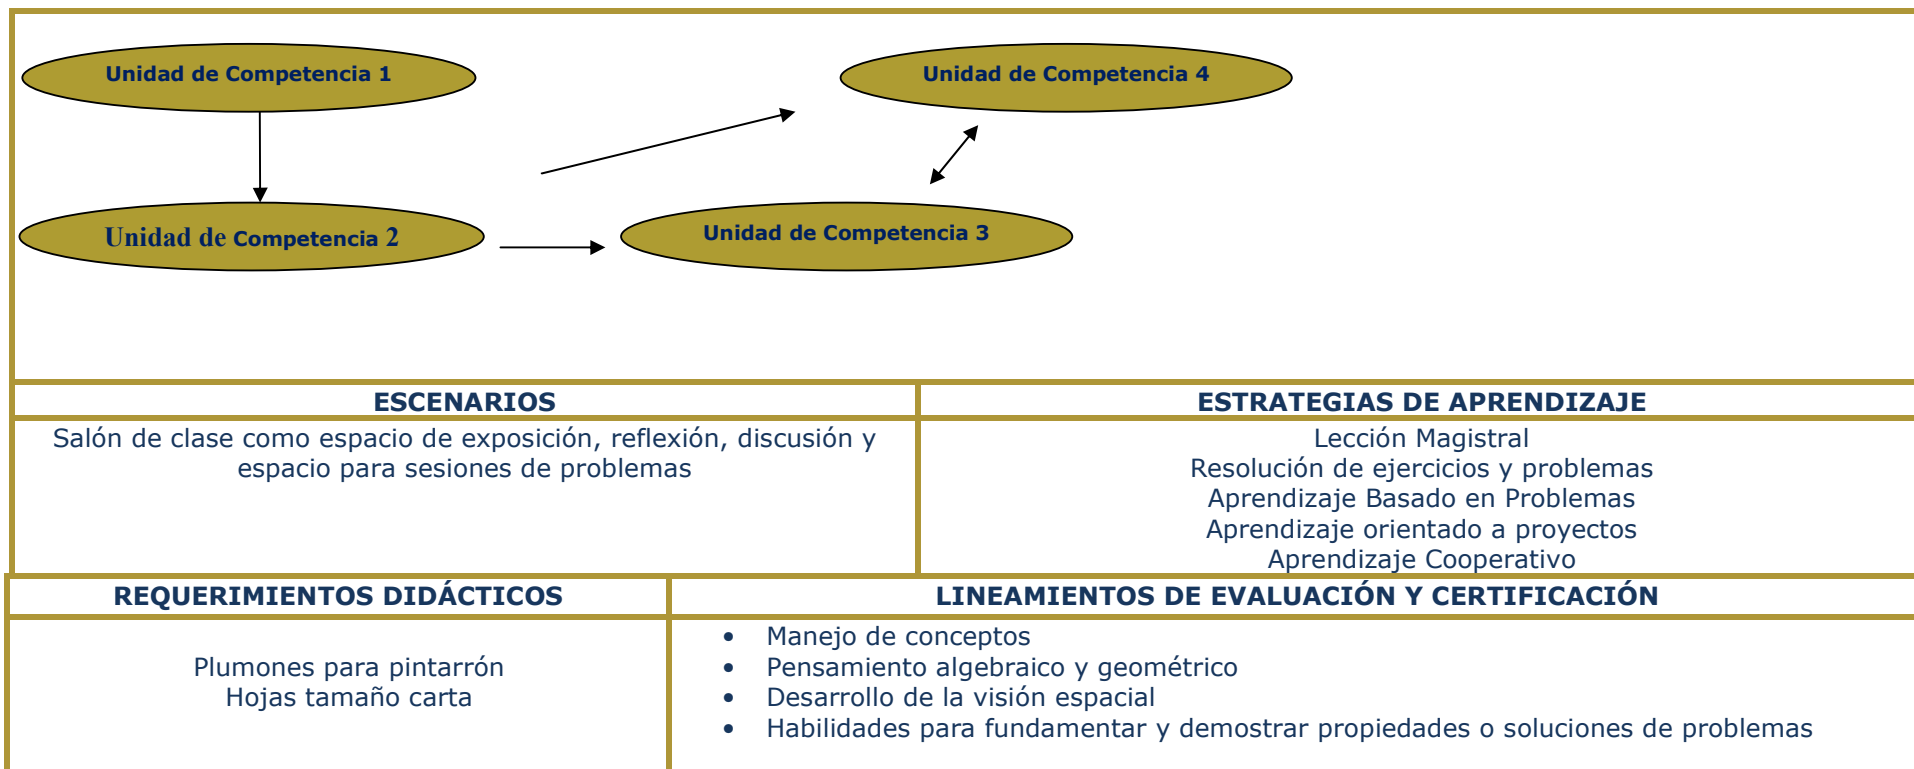 Unidad de Competencia 1
Unidad de Competencia 4
Unidad de Competencia 2
Unidad de Competencia 3
ESCENARIOS
Salón de clase como espacio de exposición, reflexión, discusión y
espacio para sesiones de problemas
ESTRATEGIAS DE APRENDIZAJE
Lección Magistral
Resolución de ejercicios y problemas
Aprendizaje Basado en Problemas
Aprendizaje orientado a proyectos
Aprendizaje Cooperativo
REQUERIMIENTOS DIDÁCTICOS
Plumones para pintarrón
Hojas tamaño carta
LINEAMIENTOS DE EVALUACIÓN Y CERTIFICACIÓN
• Manejo de conceptos
• Pensamiento algebraico y geométrico
• Desarrollo de la visión espacial
• Habilidades para fundamentar y demostrar propiedades o soluciones de problemas